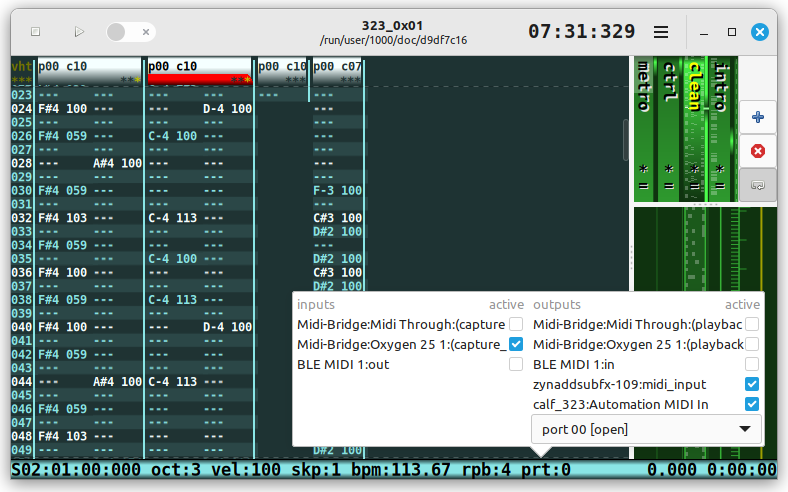 323_0x01
/run/user/1000/doc/d9df7c16
07:31:329
vht p00 c10 p00 c10 p00 c10 p00 c07
*** *** *** *** ***
023 --- --- --- --- --- ---
024 F#4 100 --- --- D-4 100 ---
025 --- --- --- --- ---
026 F#4 059 --- C-4 100 --- ---
027 --- --- --- --- ---
028 --- A#4 100 --- --- ---
029 --- --- --- --- ---
030 F#4 059 --- --- --- F-3 100
031 --- --- --- --- ---
032 F#4 103 --- C-4 113 --- C#3 100
033 --- --- --- --- D#2 100
034 F#4 059 --- --- --- ---
035 --- --- C-4 100 --- D#2 100
036 F#4 100 --- --- --- C#3 100
037 --- --- --- --- D#2 100
038 F#4 059 --- C-4 113 ---
039 --- --- --- ---
040 F#4 100 --- --- D-4 100
041 --- --- --- ---
042 F#4 059 --- --- ---
043 --- --- --- ---
044 --- A#4 100 C-4 113 ---
045 --- --- --- ---
046 F#4 059 --- --- ---
047 --- --- --- ---
048 F#4 103 --- --- ---
049 --- --- --- --- D#2 100
metro * =
ctrl * =
clean * =
intro * =
inputs active
Midi-Bridge:Midi Through:(capture
Midi-Bridge:Oxygen 25 1:(capture_
BLE MIDI 1:out
outputs active
Midi-Bridge:Midi Through:(playbac
Midi-Bridge:Oxygen 25 1:(playback
BLE MIDI 1:in
zynaddsubfx-109:midi_input
calf_323:Automation MIDI In
port 00 [open]
S02:01:00:000 oct:3 vel:100 skp:1 bpm:113.67 rpb:4 prt:0 0.000 0:00:00